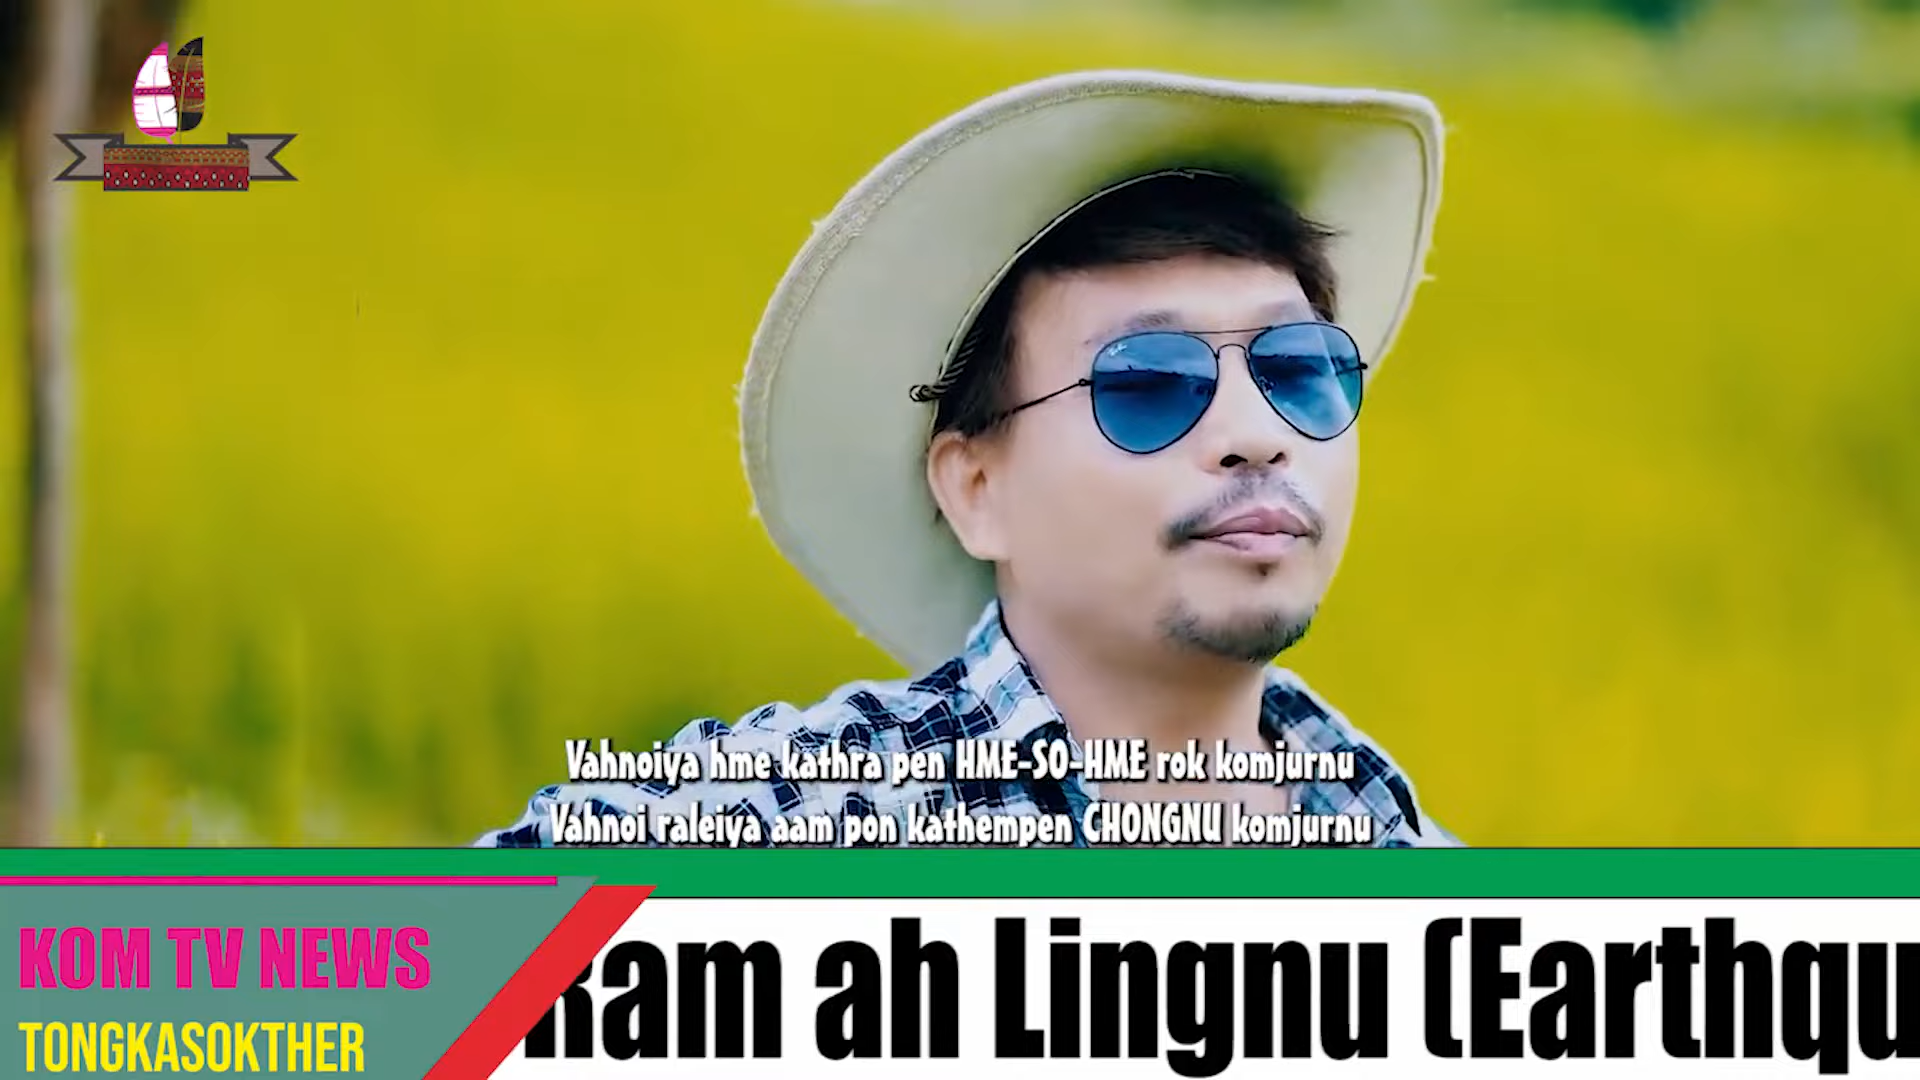 Vahnoiya hme kathra pen HME-SO-HME rok komjurnu
Vahnoi raleiya aam pon kathempen CHONGNU komjurnu
KOM TV NEWS
TONGKASOKTHER
Ram ah Lingnu (Earthqu